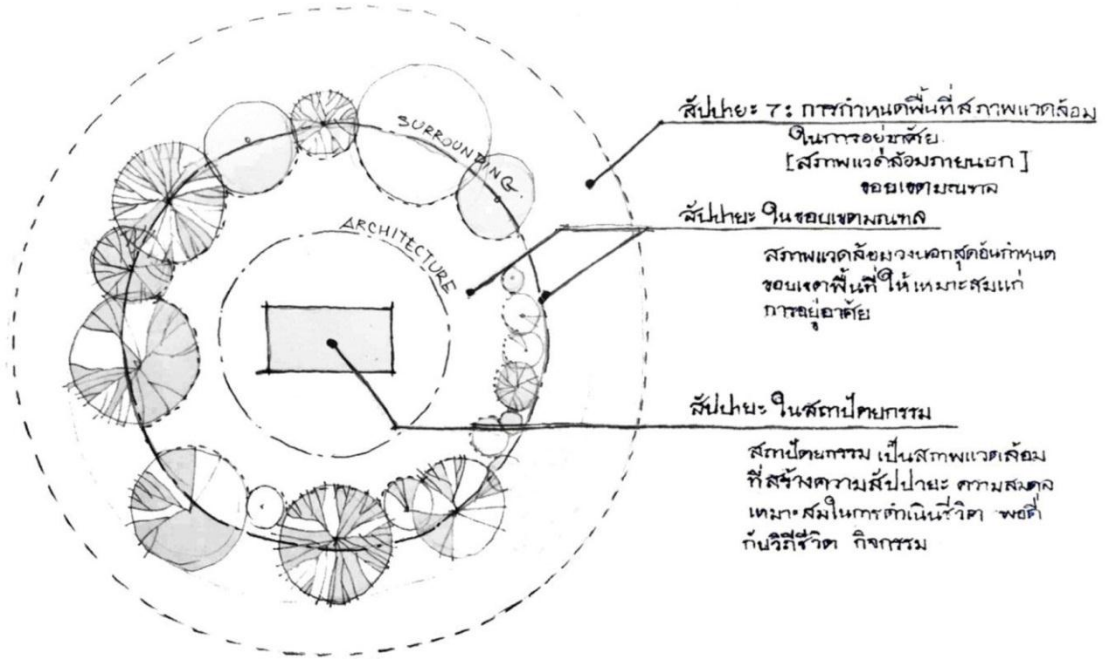 SURROUNDING
ARCHITECTURE
สัปปายะ 7: การกำหนดพื้นที่สภาพแวดล้อม
ในการอยู่อาศัย
[สภาพแวดล้อมภายนอก]
ขอบเขตมณฑล
สัปปายะ ในขอบเขตมณฑล
สภาพแวดล้อมวงนอกสุดอันกำหนด
ขอบเขตพื้นที่ให้เหมาะสมแก่
การอยู่อาศัย
สัปปายะ ในสถาปัตยกรรม
สถาปัตยกรรม เป็นสภาพแวดล้อม
ที่สร้างความสัปปายะ ความสมดุล
เหมาะสมในการดำเนินชีวิต พอดี
กับวิถีชีวิต กิจกรรม